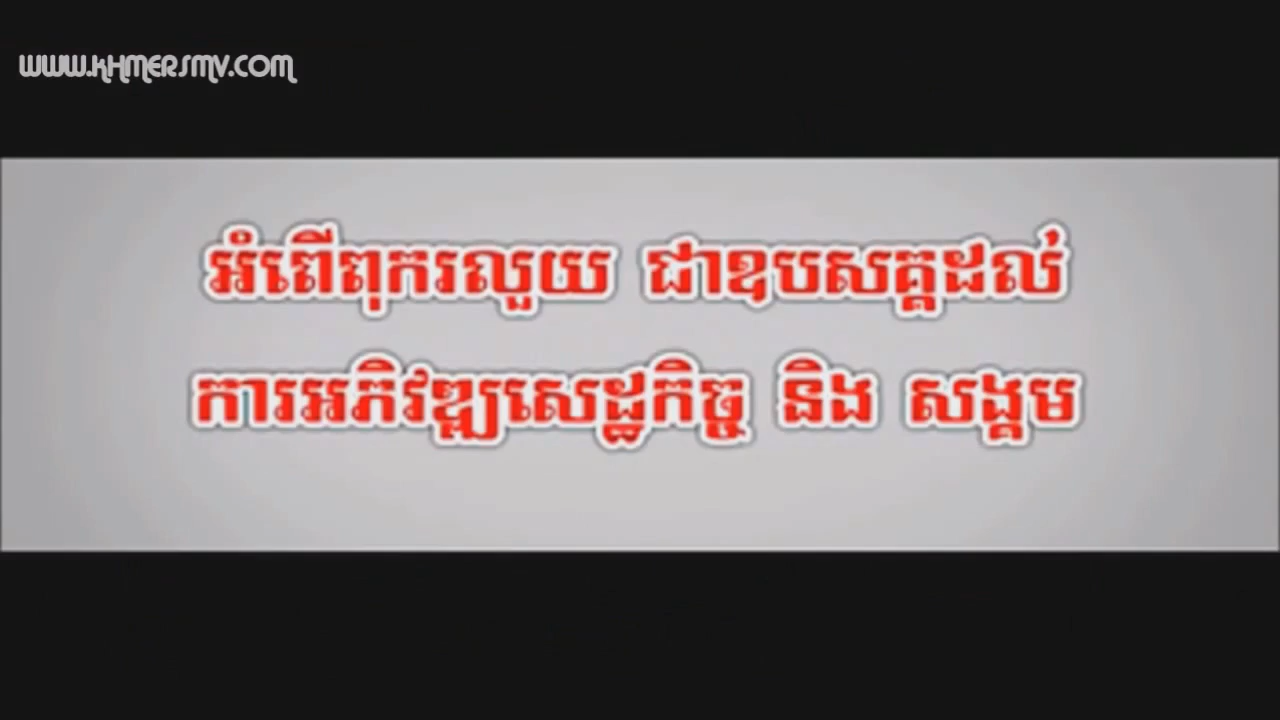 www.khmersmv.com
អំពើពុករលួយ ជាឧបសគ្គដល់
ការអភិវឌ្ឍសេដ្ឋកិច្ច និង សង្គម